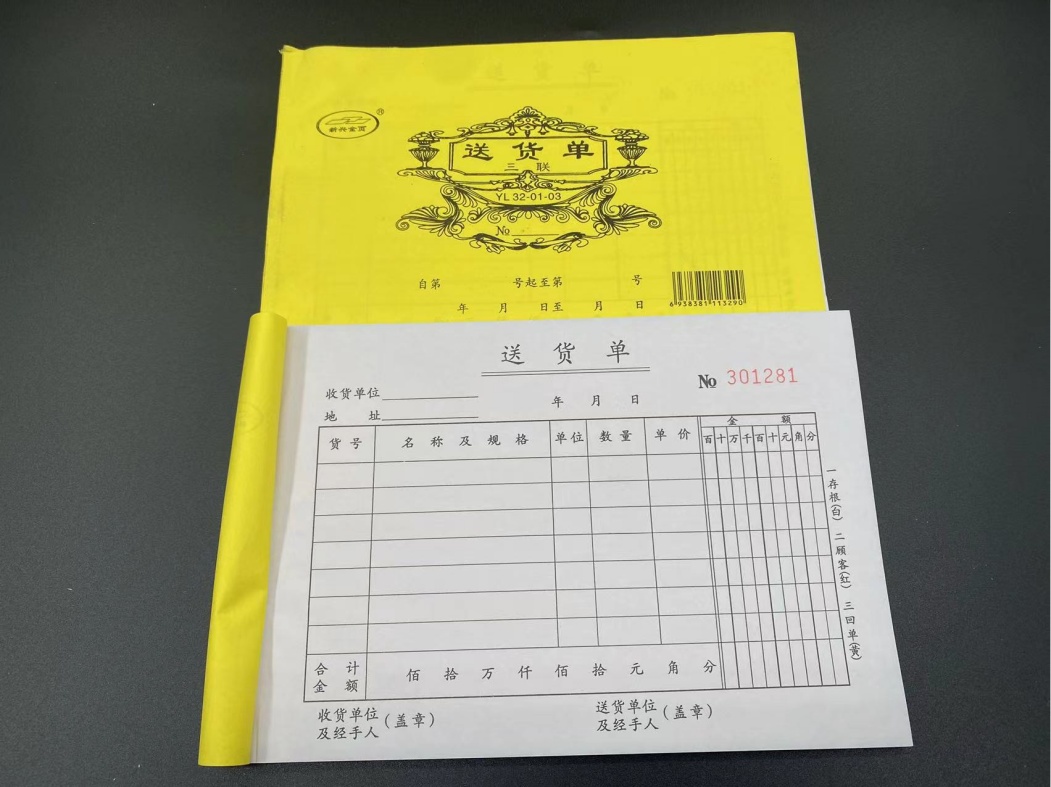 ®
新兴金页
送货单
三联
YL 32-01-03
№
自第 号起至第 号
年 月 日至 月 日
6 938381 113290
送货单
№ 301281
收货单位
年 月 日
地 址
货号 名称及规格 单位 数量 单价 金额
百十万千百十元角分
合计金额 佰 拾 万 仟 佰 拾 元 角 分
一存根(白) 二顾客(红) 三回单(黄)
收货单位 (盖章) 送货单位 (盖章)
及经手人 及经手人